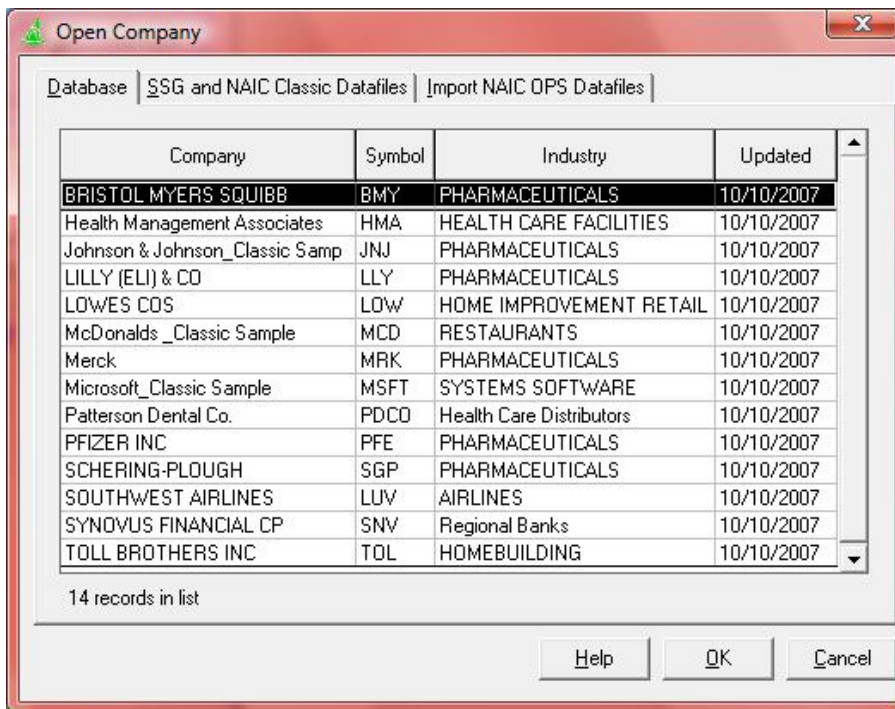 Open Company
Database SSG and NAIC Classic Datafiles Import NAIC OPS Datafiles
Company Symbol Industry Updated
BRISTOL MYERS SQUIBB BMY PHARMACEUTICALS 10/10/2007
Health Management Associates HMA HEALTH CARE FACILITIES 10/10/2007
Johnson & Johnson_Classic Samp JNJ PHARMACEUTICALS 10/10/2007
LILLY (ELI) & CO LLY PHARMACEUTICALS 10/10/2007
LOWES COS LOW HOME IMPROVEMENT RETAIL 10/10/2007
McDonalds _Classic Sample MCD RESTAURANTS 10/10/2007
Merck MRK PHARMACEUTICALS 10/10/2007
Microsoft_Classic Sample MSFT SYSTEMS SOFTWARE 10/10/2007
Patterson Dental Co. PDCO Health Care Distributors 10/10/2007
PFIZER INC PFE PHARMACEUTICALS 10/10/2007
SCHERING-PLOUGH SGP PHARMACEUTICALS 10/10/2007
SOUTHWEST AIRLINES LUV AIRLINES 10/10/2007
SYNOVUS FINANCIAL CP SNV Regional Banks 10/10/2007
TOLL BROTHERS INC TOL HOMEBUILDING 10/10/2007
14 records in list
Help OK Cancel